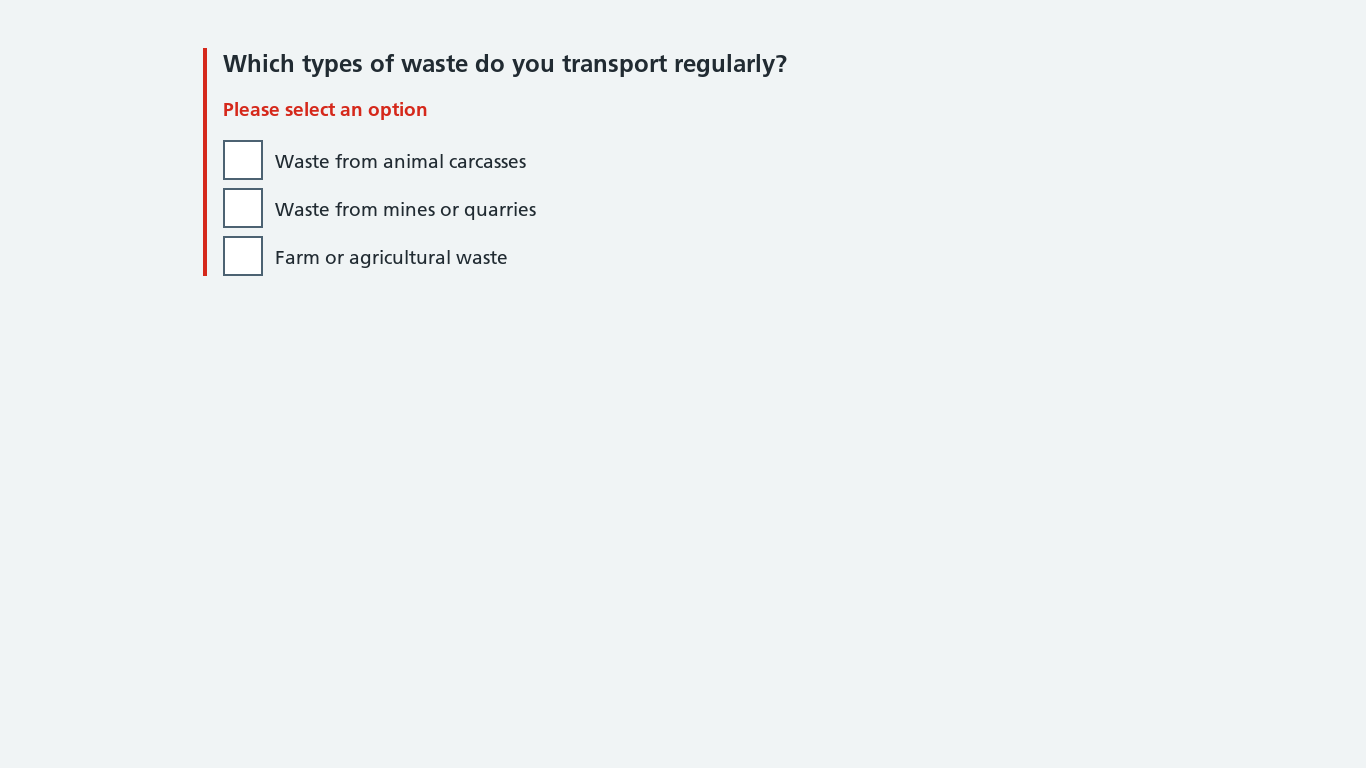 Which types of waste do you transport regularly?
Please select an option
Waste from animal carcasses
Waste from mines or quarries
Farm or agricultural waste